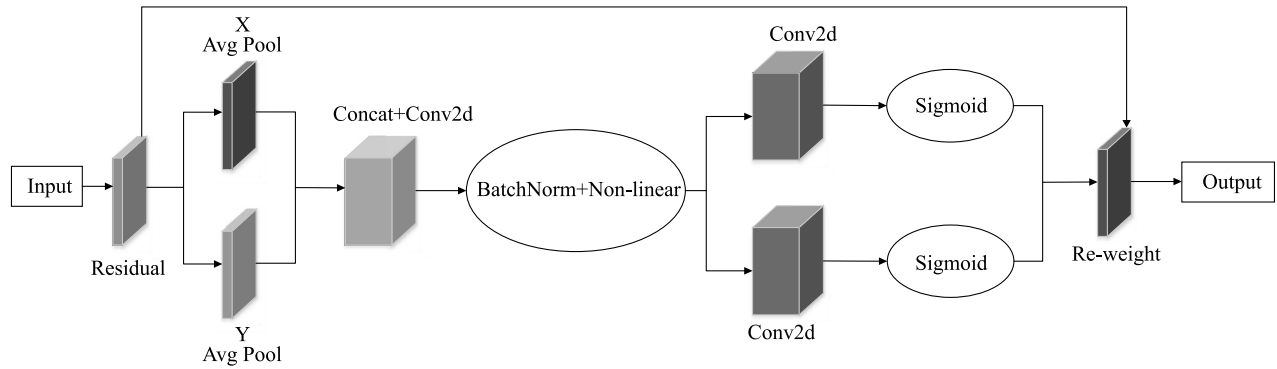 Input
Residual
X
Avg Pool
Y
Avg Pool
Concat+Conv2d
BatchNorm+Non-linear
Conv2d
Sigmoid
Conv2d
Sigmoid
Re-weight
Output